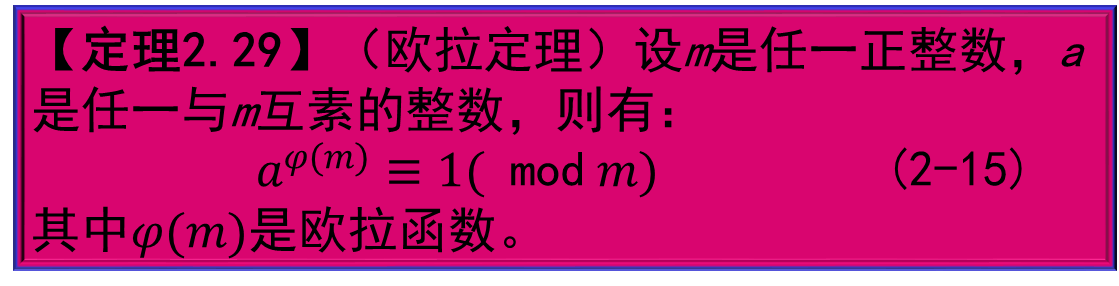 【定理2.29】（欧拉定理）设m是任一正整数，a
是任一与m互素的整数，则有：
a^{φ(m)} ≡ 1( mod m) (2-15)
其中φ(m)是欧拉函数。